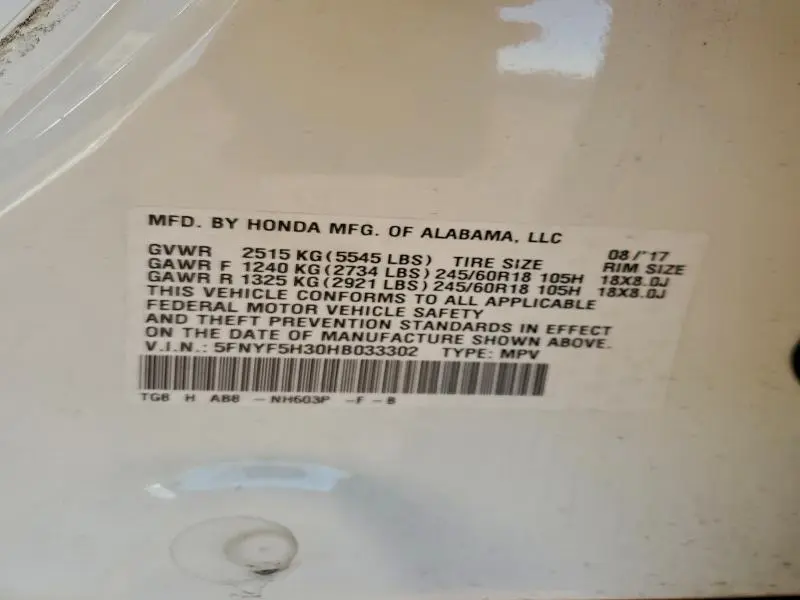 MFD. BY HONDA MFG. OF ALABAMA, LLC 08/'17
GVWR 2515 KG (5545 LBS) TIRE SIZE RIM SIZE
GAWR F 1240 KG (2734 LBS) 245/60R18 105H 18X8.0J
GAWR R 1325 KG (2921 LBS) 245/60R18 105H 18X8.0J
THIS VEHICLE CONFORMS TO ALL APPLICABLE
FEDERAL MOTOR VEHICLE SAFETY
AND THEFT PREVENTION STANDARDS IN EFFECT
ON THE DATE OF MANUFACTURE SHOWN ABOVE.
V.I.N.: 5FNYF5H30HB033302 TYPE: MPV
TG8 H AB8 - NH603P - F - B